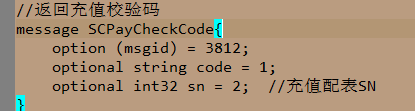 //返回充值校验码
message SCPayCheckCode{
    option (msgid) = 3812;
    optional string code = 1;
    optional int32 sn = 2;  //充值配表SN
}